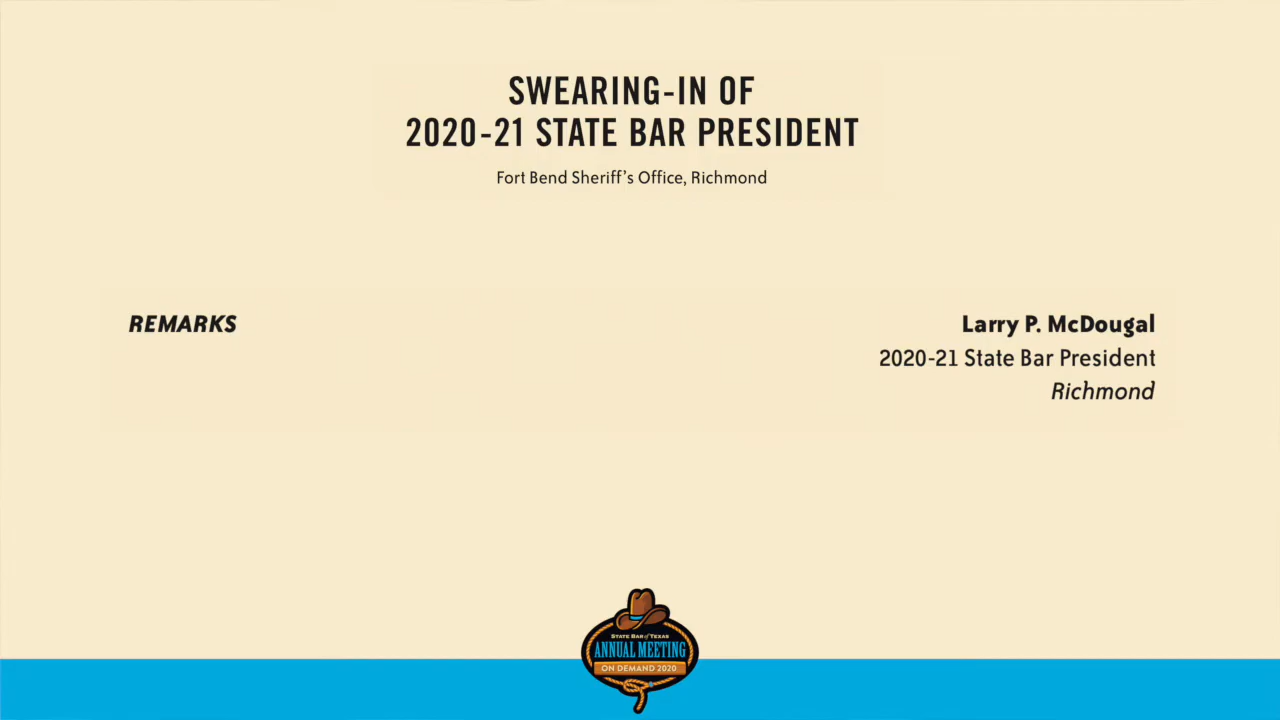 SWEARING-IN OF
2020-21 STATE BAR PRESIDENT
Fort Bend Sheriff's Office, Richmond
REMARKS
Larry P. McDougal
2020-21 State Bar President
Richmond
STATE BAR of TEXAS
ANNUAL MEETING
ON DEMAND 2020